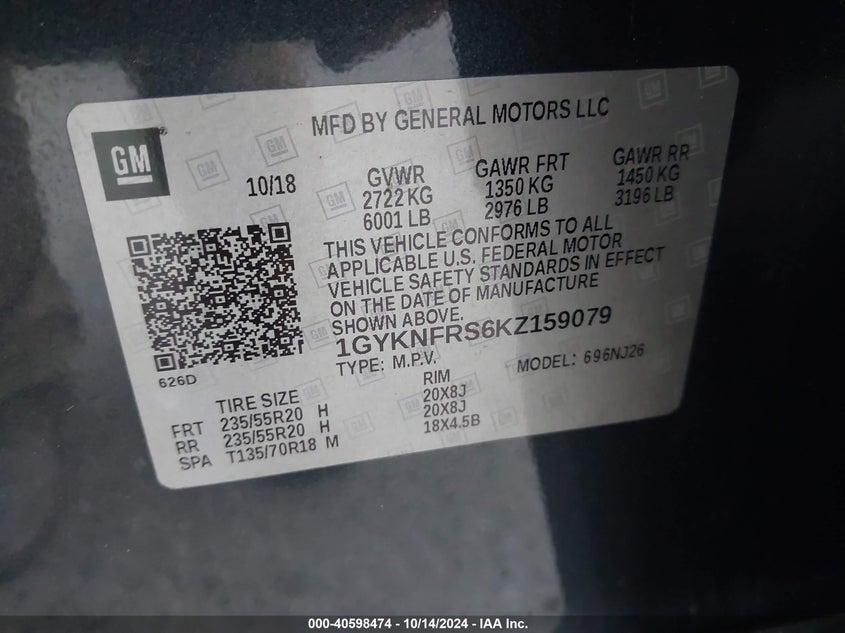 GM®
MFD BY GENERAL MOTORS LLC
10/18
GVWR
2722 KG
6001 LB
GAWR FRT
1350 KG
2976 LB
GAWR RR
1450 KG
3196 LB
THIS VEHICLE CONFORMS TO ALL
APPLICABLE U.S. FEDERAL MOTOR
VEHICLE SAFETY STANDARDS IN EFFECT
ON THE DATE OF MANUFACTURE
SHOWN ABOVE.
1GYKNFRS6KZ159079
TYPE: M.P.V. MODEL: 696NJ26
626D
TIRE SIZE RIM
FRT 235/55R20 H 20X8J
RR 235/55R20 H 20X8J
SPA T135/70R18 M 18X4.5B
000-40598474 - 10/14/2024 - IAA Inc.